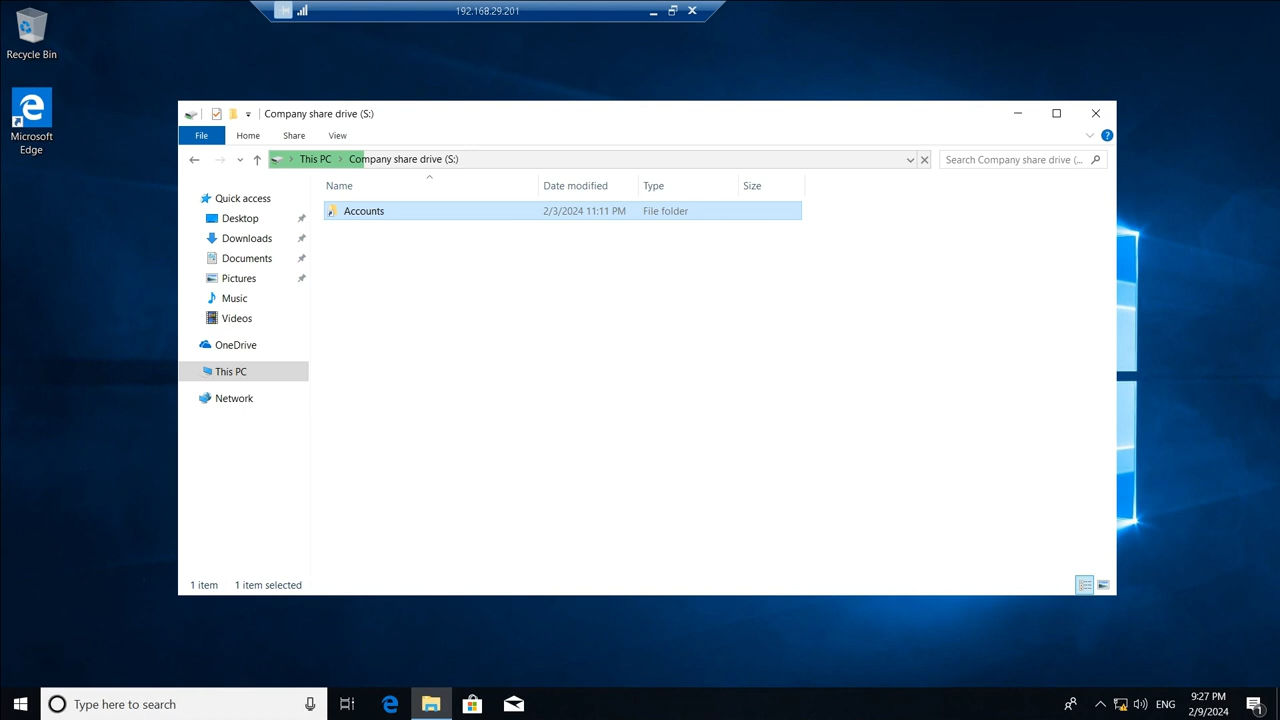 192.168.29.201
Recycle Bin
Microsoft
Edge
Company share drive (S:)
File
Home
Share
View
This PC
Company share drive (S:)
Search Company share drive (...
Name
Date modified
Type
Size
Accounts
2/3/2024 11:11 PM
File folder
Quick access
Desktop
Downloads
Documents
Pictures
Music
Videos
OneDrive
This PC
Network
1 item
1 item selected
Type here to search
ENG
9:27 PM
2/9/2024
1